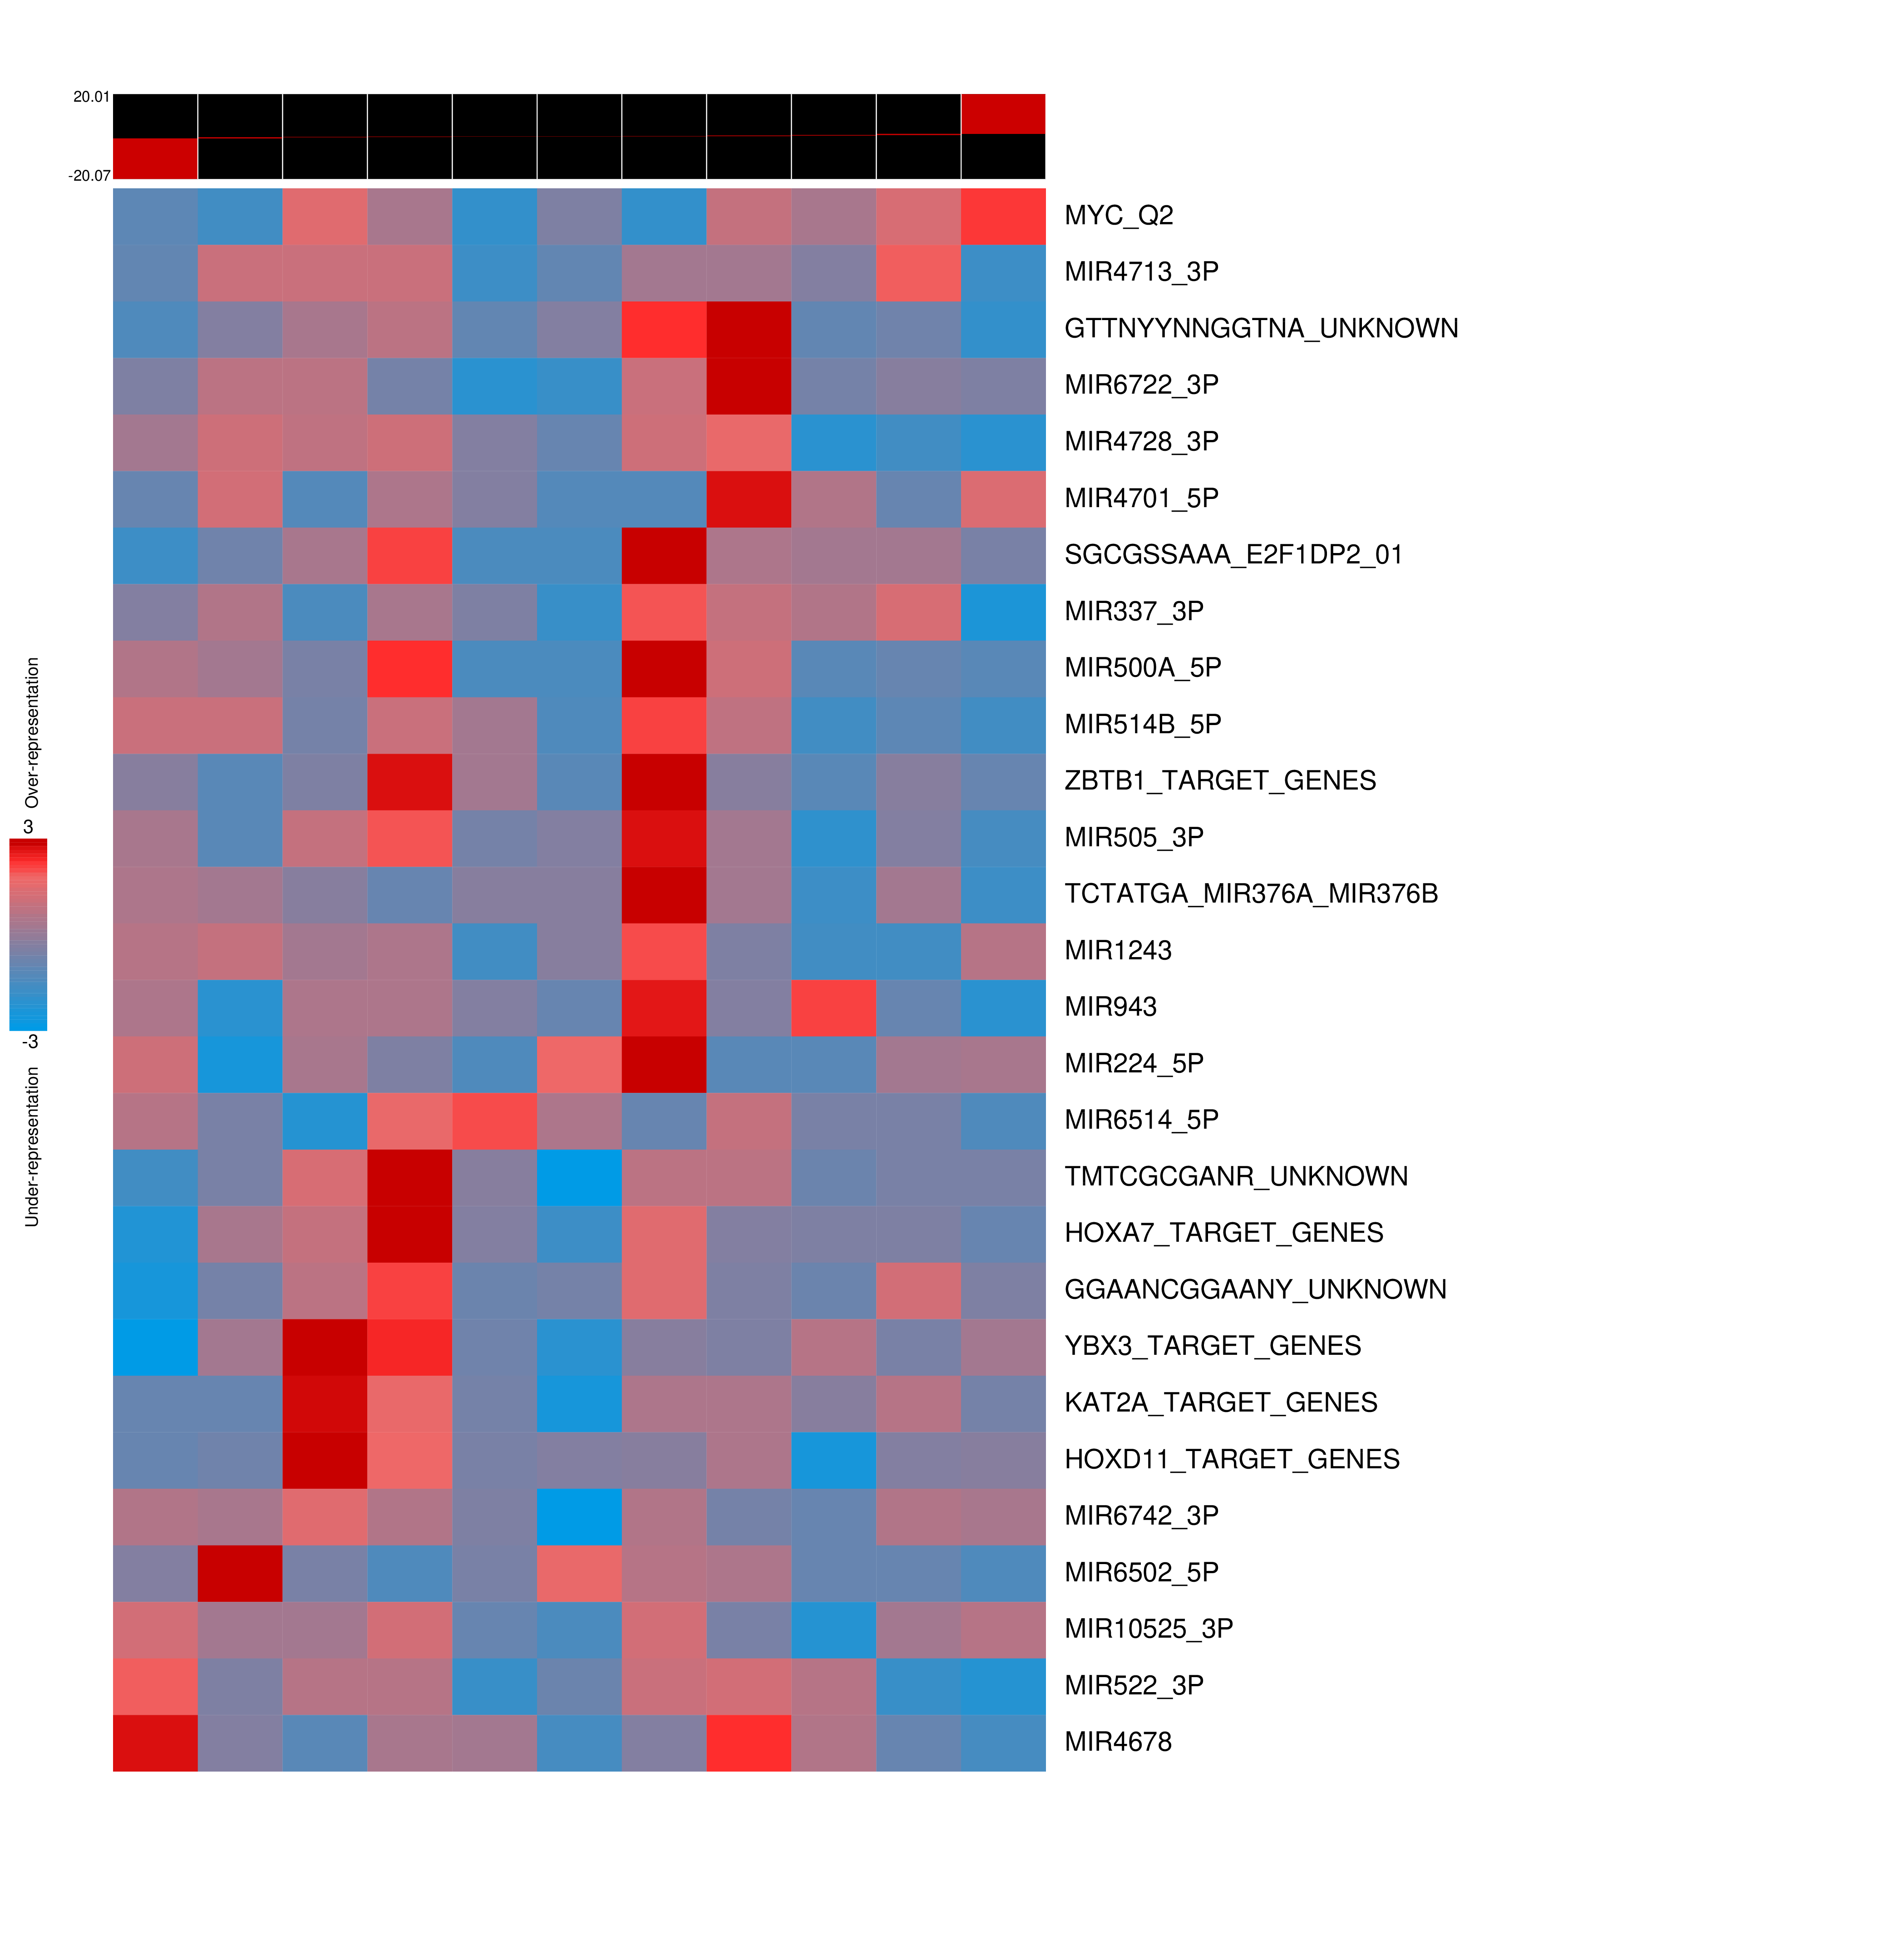 20.01
-20.07
MYC_Q2
MIR4713_3P
GTTNYYNNGGTNA_UNKNOWN
MIR6722_3P
MIR4728_3P
MIR4701_5P
SGCGSSAAA_E2F1DP2_01
MIR337_3P
MIR500A_5P
MIR514B_5P
ZBTB1_TARGET_GENES
MIR505_3P
TCTATGA_MIR376A_MIR376B
MIR1243
MIR943
MIR224_5P
MIR6514_5P
TMTCGCGANR_UNKNOWN
HOXA7_TARGET_GENES
GGAANCGGAANY_UNKNOWN
YBX3_TARGET_GENES
KAT2A_TARGET_GENES
HOXD11_TARGET_GENES
MIR6742_3P
MIR6502_5P
MIR10525_3P
MIR522_3P
MIR4678
Over-representation
3
-3
Under-representation